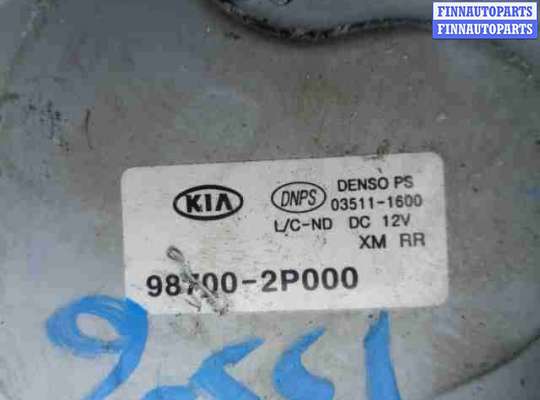 FINNAUTOPARTS
FINNAUTOPARTS
KIA
DNPS
DENSO PS
03511-1600
L/C-ND DC 12V
XM RR
98700-2P000